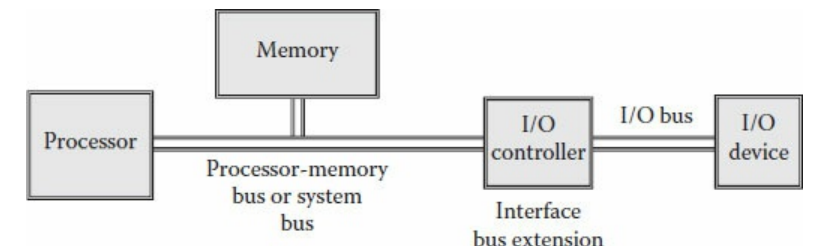 Memory
Processor
I/O
controller
I/O bus
I/O
device
Processor-memory
bus or system
bus
Interface
bus extension